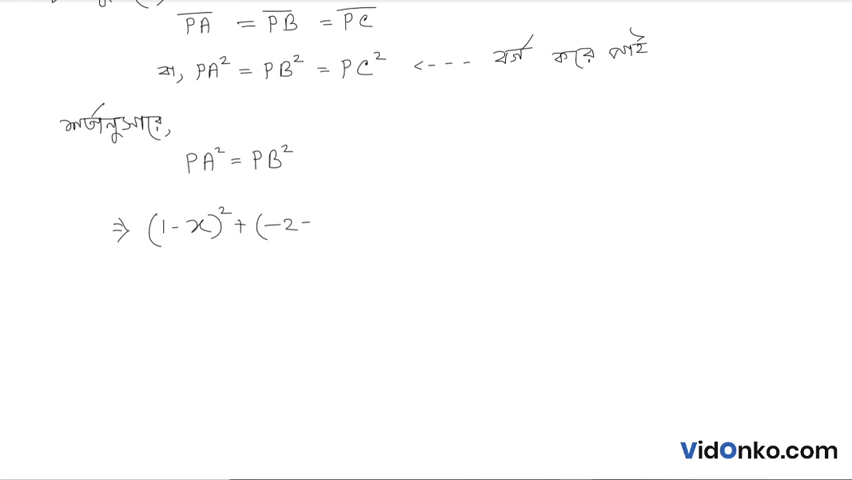 PA = PB = PC
বা, PA² = PB² = PC² <---- বর্গ করে পাই
শর্তানুসারে,
PA² = PB²
⇒ (1-x)² + (-2-
VidOnko.com